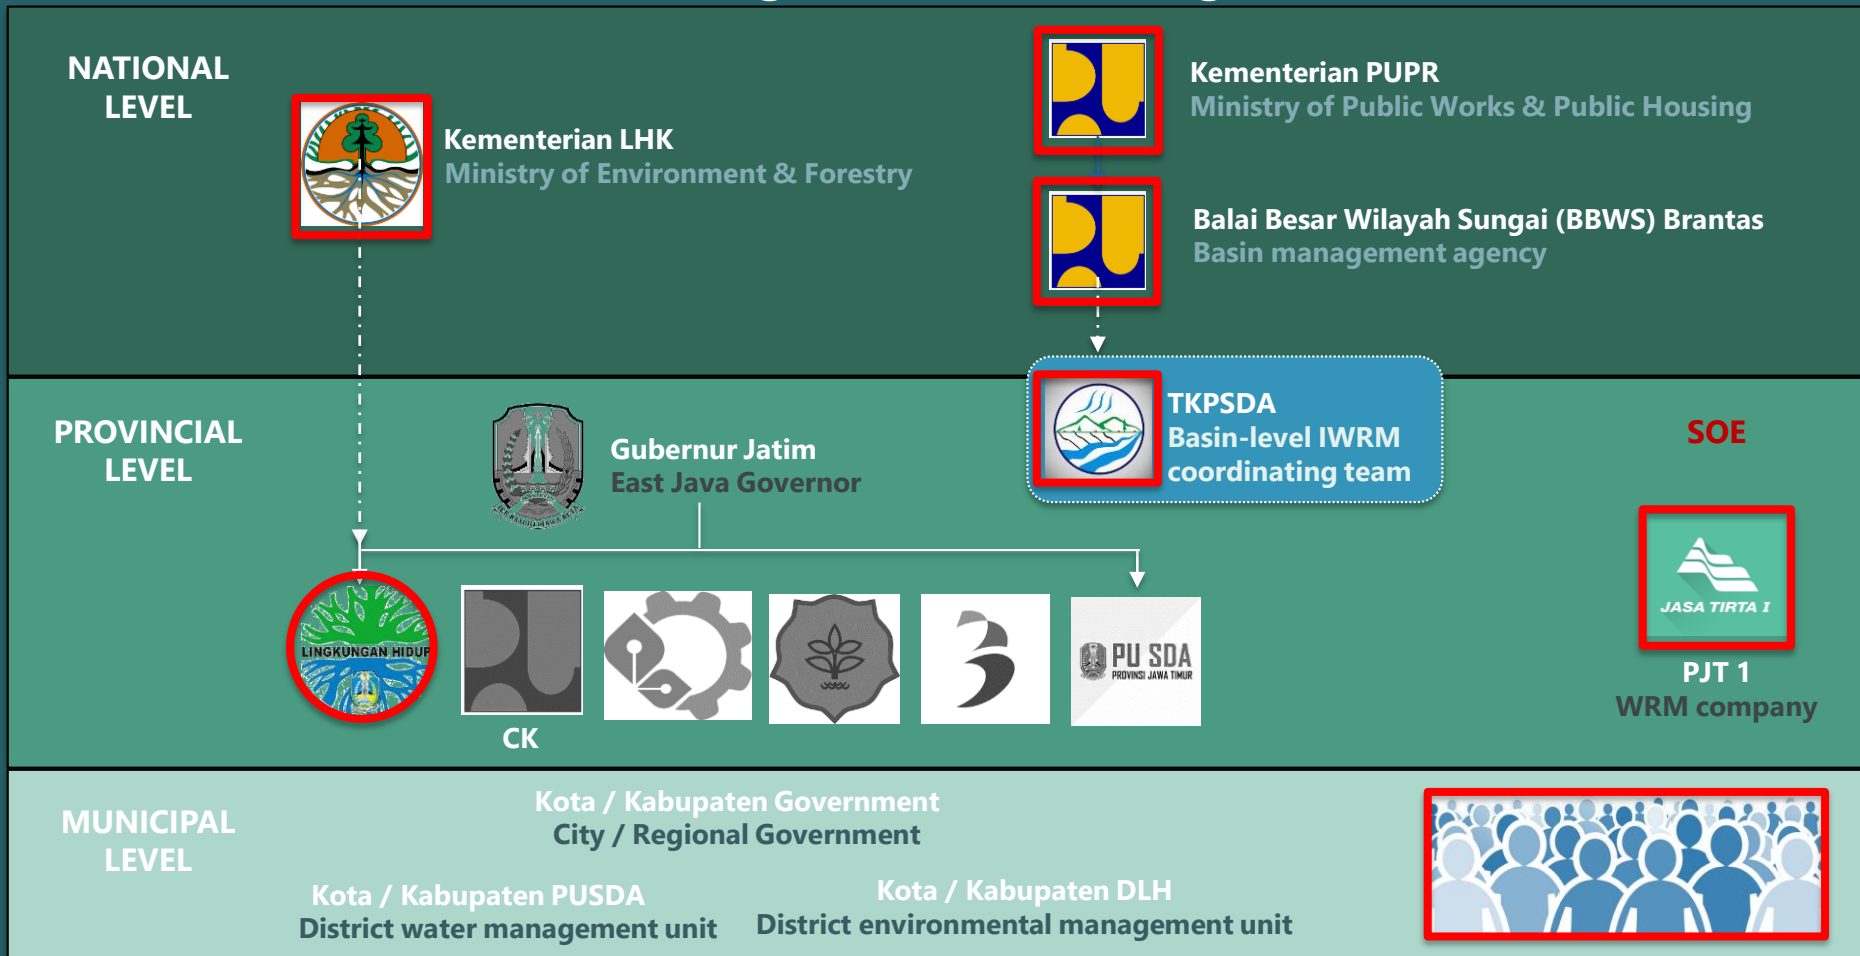 NATIONAL
LEVEL
Kementerian LHK
Ministry of Environment & Forestry
Kementerian PUPR
Ministry of Public Works & Public Housing
Balai Besar Wilayah Sungai (BBWS) Brantas
Basin management agency
PROVINCIAL
LEVEL
Gubernur Jatim
East Java Governor
TKPSDA
Basin-level IWRM
coordinating team
SOE
LINGKUNGAN HIDUP
CK
PU SDA
PROVINSI JAWA TIMUR
JASA TIRTA I
PJT 1
WRM company
MUNICIPAL
LEVEL
Kota / Kabupaten Government
City / Regional Government
Kota / Kabupaten PUSDA
District water management unit
Kota / Kabupaten DLH
District environmental management unit